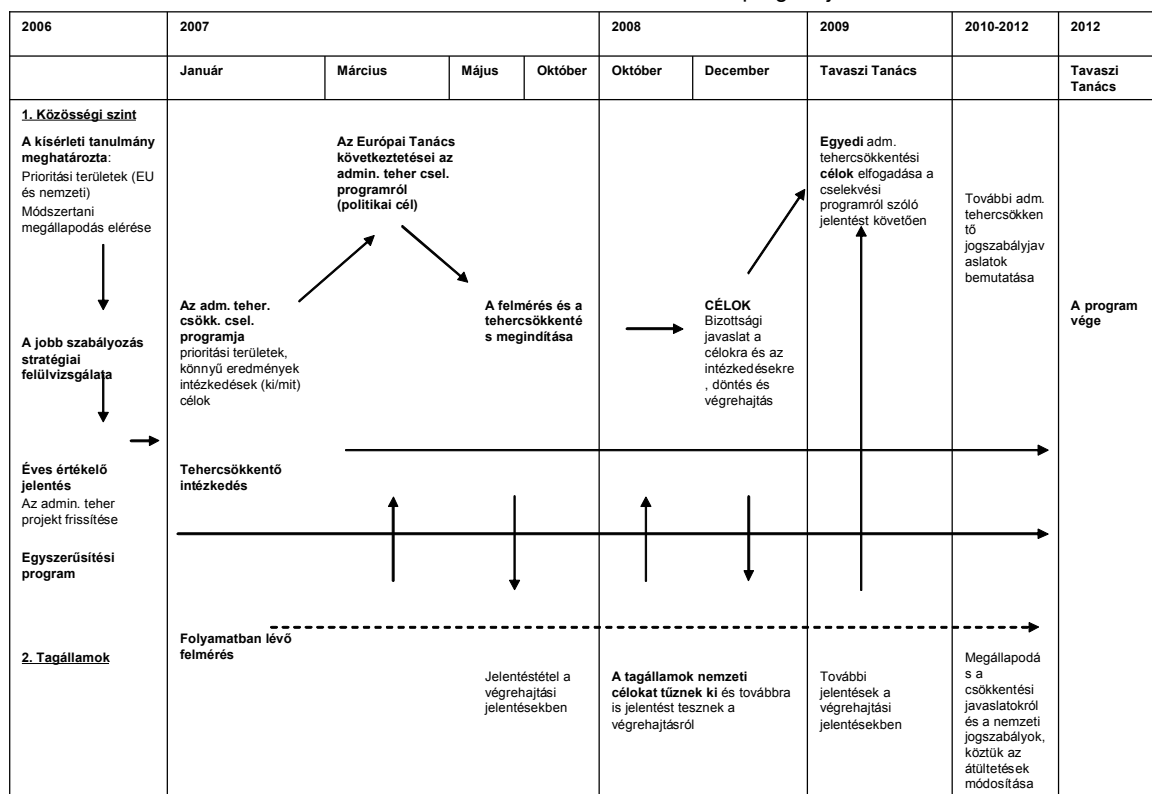 2006
2007
2008
2009
2010-2012
2012
Január
Március
Május
Október
Október
December
Tavaszi Tanács
Tavaszi
Tanács
1. Közösségi szint
A kísérleti tanulmány
meghatározta:
Prioritási területek (EU
és nemzeti)
Módszertani
megállapodás elérése
A jobb szabályozás
stratégiai
felülvizsgálata
Éves értékelő
jelentés
Az admin. teher
projekt frissítése
Egyszerűsítési
program
2. Tagállamok
Az adm. teher.
csökk. csel.
programja
prioritási területek,
könnyű eredmények
intézkedések (ki/mit)
célok
Tehercsökkentő
intézkedés
Folyamatban lévő
felmérés
Az Európai Tanács
következtetései az
admin. teher csel.
programról
(politikai cél)
A felmérés és a
tehercsökkenté
s megindítása
Jelentéstétel a
végrehajtási
jelentésekben
CÉLOK
Bizottsági
javaslat a
célokra és az
intézkedésekre
, döntés és
végrehajtás
A tagállamok nemzeti
célokat tűznek ki és továbbra
is jelentést tesznek a
végrehajtásról
Egyedi adm.
tehercsökkentési
célok elfogadása a
cselekvési
programról szóló
jelentést követően
További
jelentések a
végrehajtási
jelentésekben
További adm.
tehercsökken
tő
jogszabályjav
aslatok
bemutatása
Megállapodá
s a
csökkentési
javaslatokról
és a nemzeti
jogszabályok,
köztük az
átültetések
módosítása
A program
vége